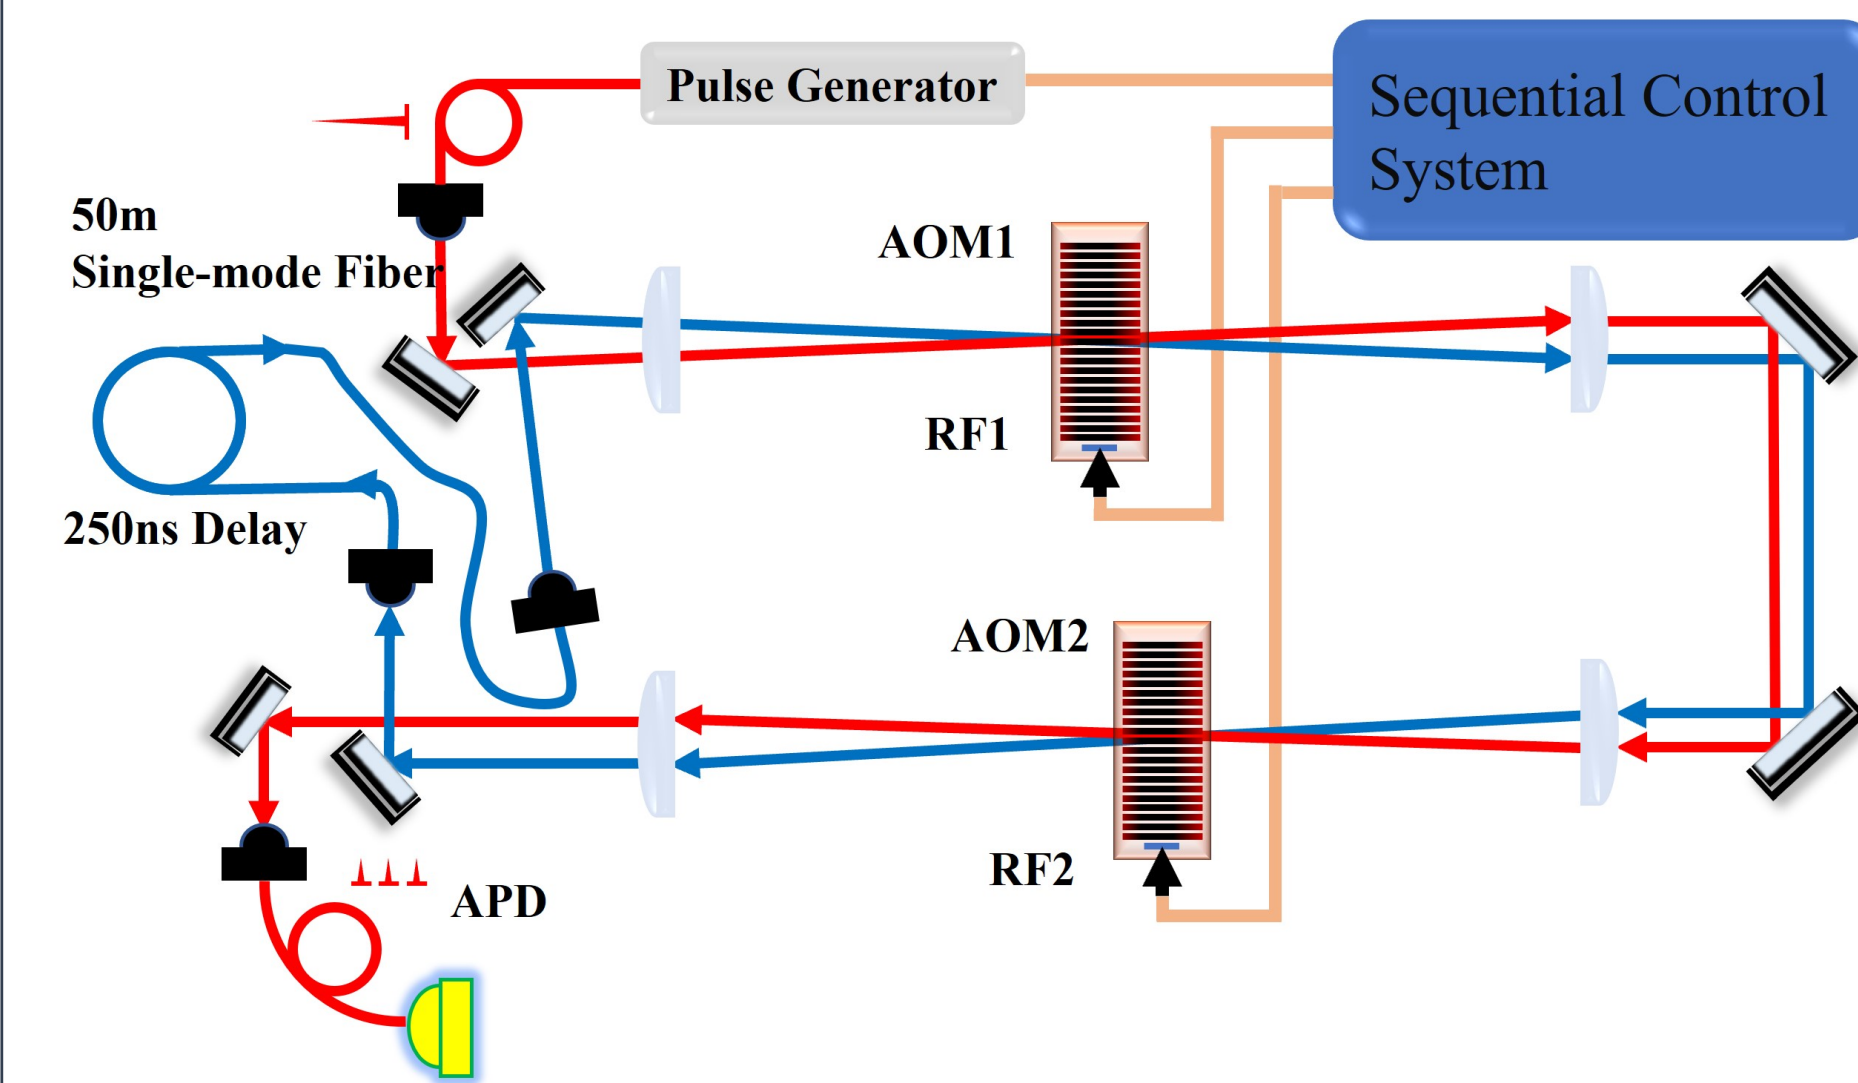 Pulse Generator
Sequential Control
System
50m
Single-mode Fiber
AOM1
RF1
250ns Delay
AOM2
RF2
APD